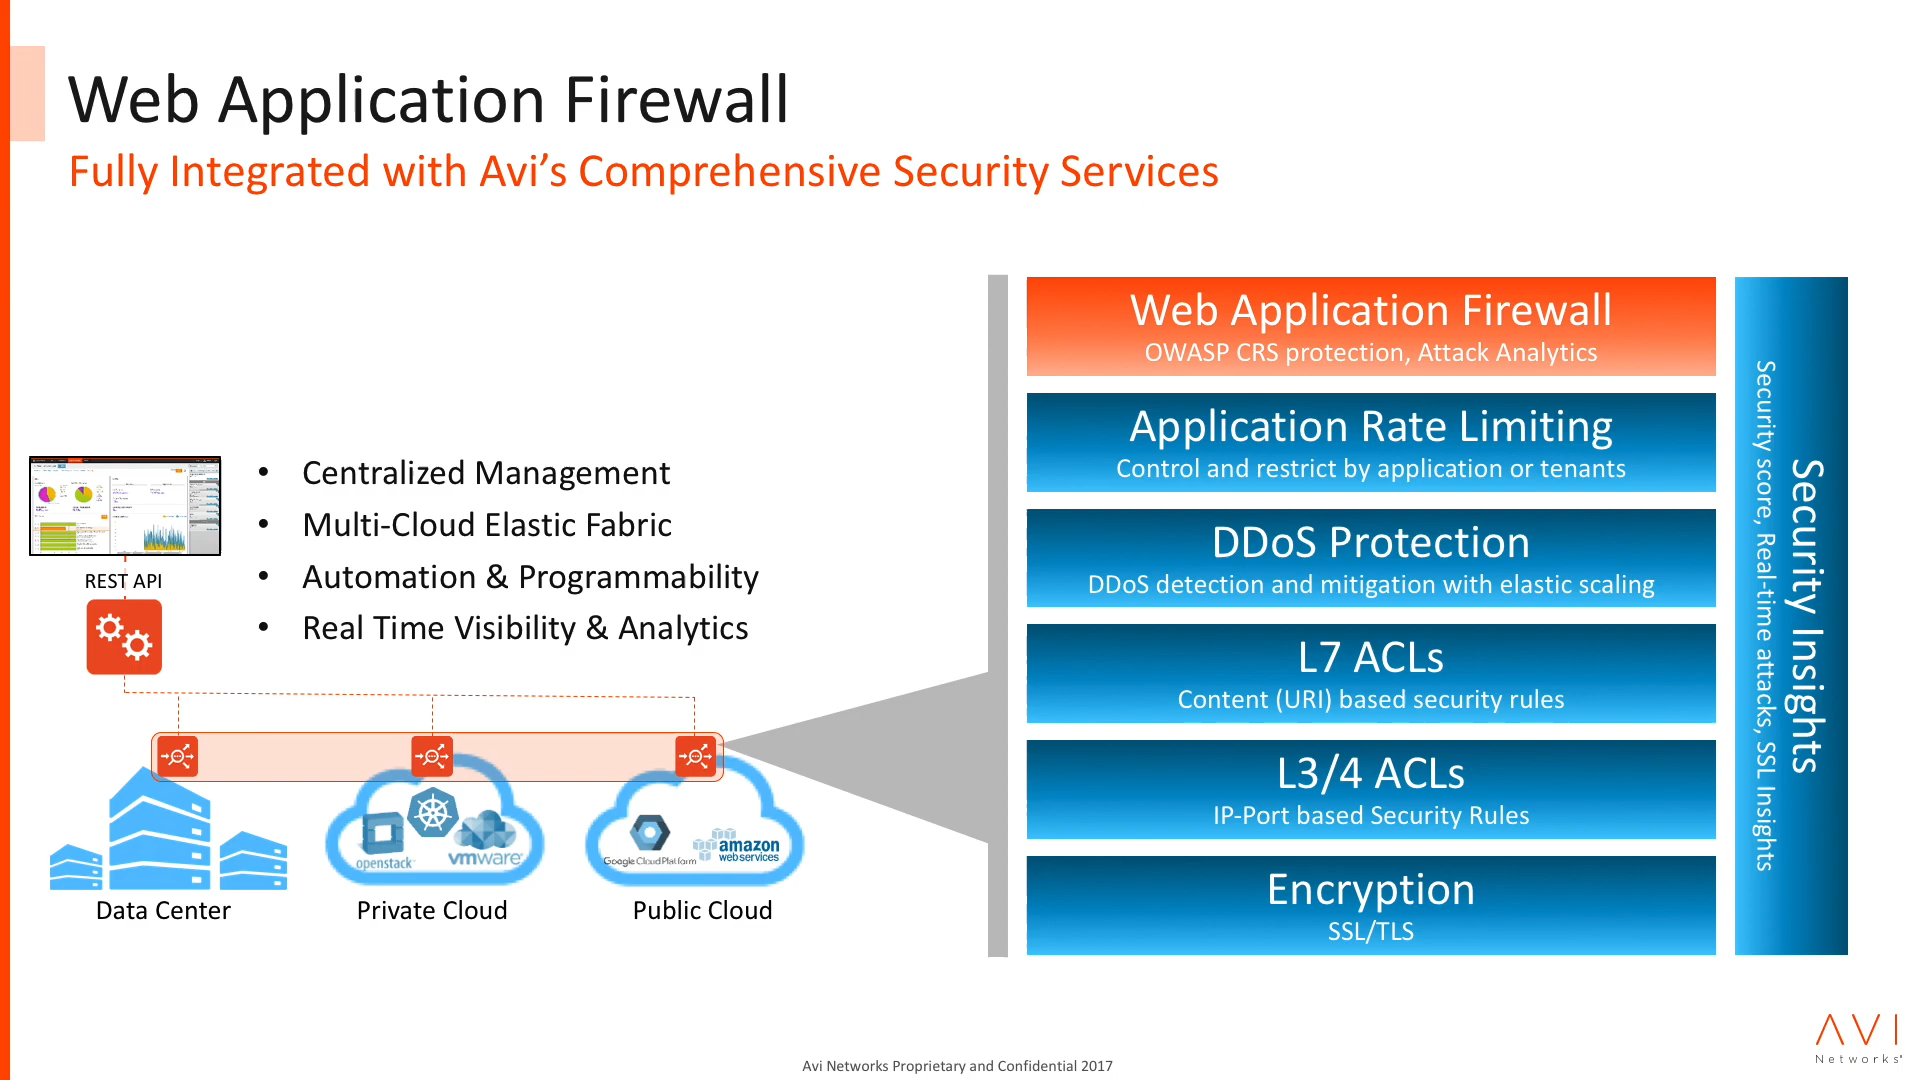 Web Application Firewall
Fully Integrated with Avi’s Comprehensive Security Services
REST API
• Centralized Management
• Multi-Cloud Elastic Fabric
• Automation & Programmability
• Real Time Visibility & Analytics
openstack
vmware
Google Cloud Platform
amazon
web services
Data Center
Private Cloud
Public Cloud
Web Application Firewall
OWASP CRS protection, Attack Analytics
Application Rate Limiting
Control and restrict by application or tenants
DDoS Protection
DDoS detection and mitigation with elastic scaling
L7 ACLs
Content (URI) based security rules
L3/4 ACLs
IP-Port based Security Rules
Encryption
SSL/TLS
Security Insights
Security score, Real-time attacks, SSL Insights
Avi Networks Proprietary and Confidential 2017
AVI
Networks